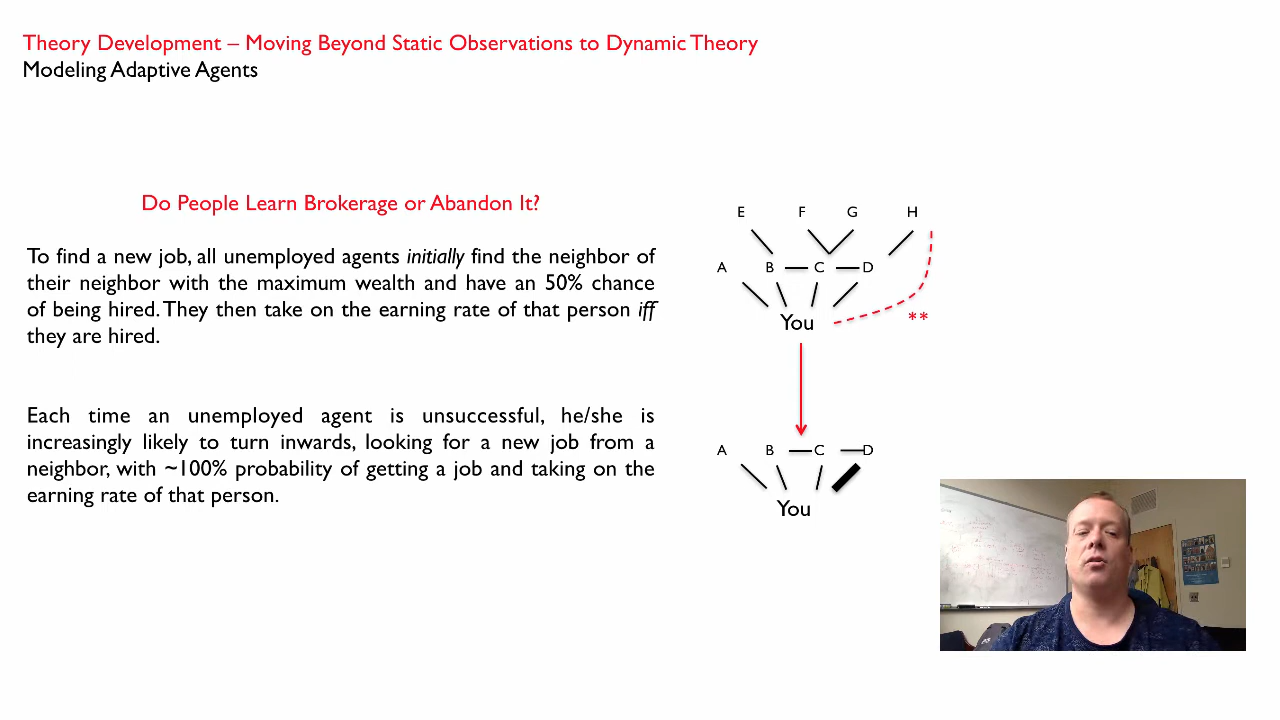 Theory Development – Moving Beyond Static Observations to Dynamic Theory
Modeling Adaptive Agents
Do People Learn Brokerage or Abandon It?
To find a new job, all unemployed agents initially find the neighbor of
their neighbor with the maximum wealth and have an 50% chance
of being hired. They then take on the earning rate of that person iff
they are hired.
Each time an unemployed agent is unsuccessful, he/she is
increasingly likely to turn inwards, looking for a new job from a
neighbor, with ~100% probability of getting a job and taking on the
earning rate of that person.
E F G H
A B C D
You
**
A B C D
You